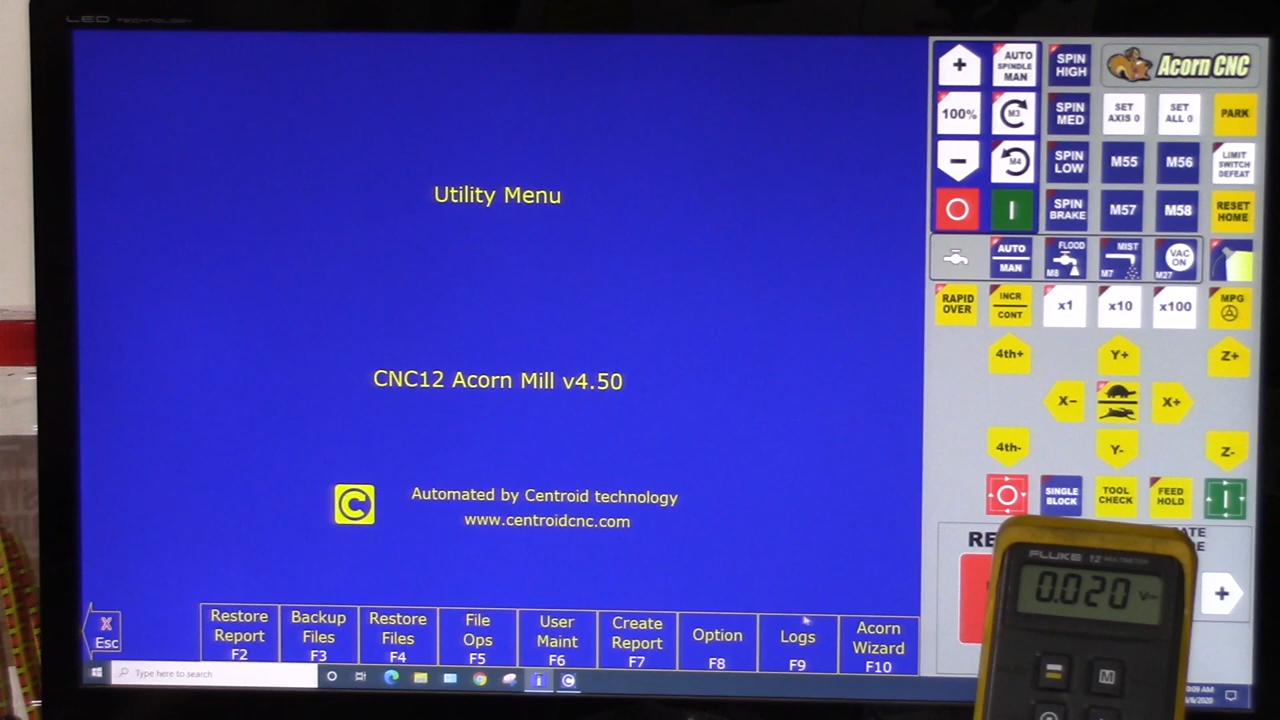 LED TECHNOLOGY
Utility Menu
CNC12 Acorn Mill v4.50
C
Automated by Centroid technology
www.centroidcnc.com
X
Esc
Restore
Report
F2
Backup
Files
F3
Restore
Files
F4
File
Ops
F5
User
Maint
F6
Create
Report
F7
Option
F8
Logs
F9
Acorn
Wizard
F10
Type here to search
+
AUTO
SPINDLE
MAN
SPIN
HIGH
Acorn CNC
100%
M3
SPIN
MED
SET
AXIS 0
SET
ALL 0
PARK
−
M4
SPIN
LOW
M55
M56
LIMIT
SWITCH
DEFEAT
SPIN
BRAKE
M57
M58
RESET
HOME
AUTO
MAN
FLOOD
M8
MIST
M7
VAC
ON
M27
RAPID
OVER
INCR
CONT
x1
x10
x100
MPG
4th+
Y+
Z+
X-
X+
4th-
Y-
Z-
SINGLE
BLOCK
TOOL
CHECK
FEED
HOLD
RE
+
FLUKE 12 MULTIMETER
0.020 V
M